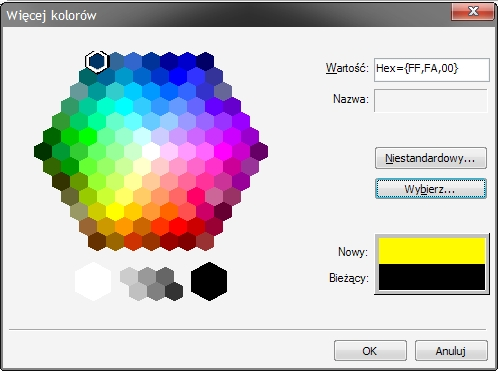 Więcej kolorów
Wartość: Hex={FF,FA,00}
Nazwa:
Niestandardowy...
Wybierz...
Nowy:
Bieżący:
OK Anuluj